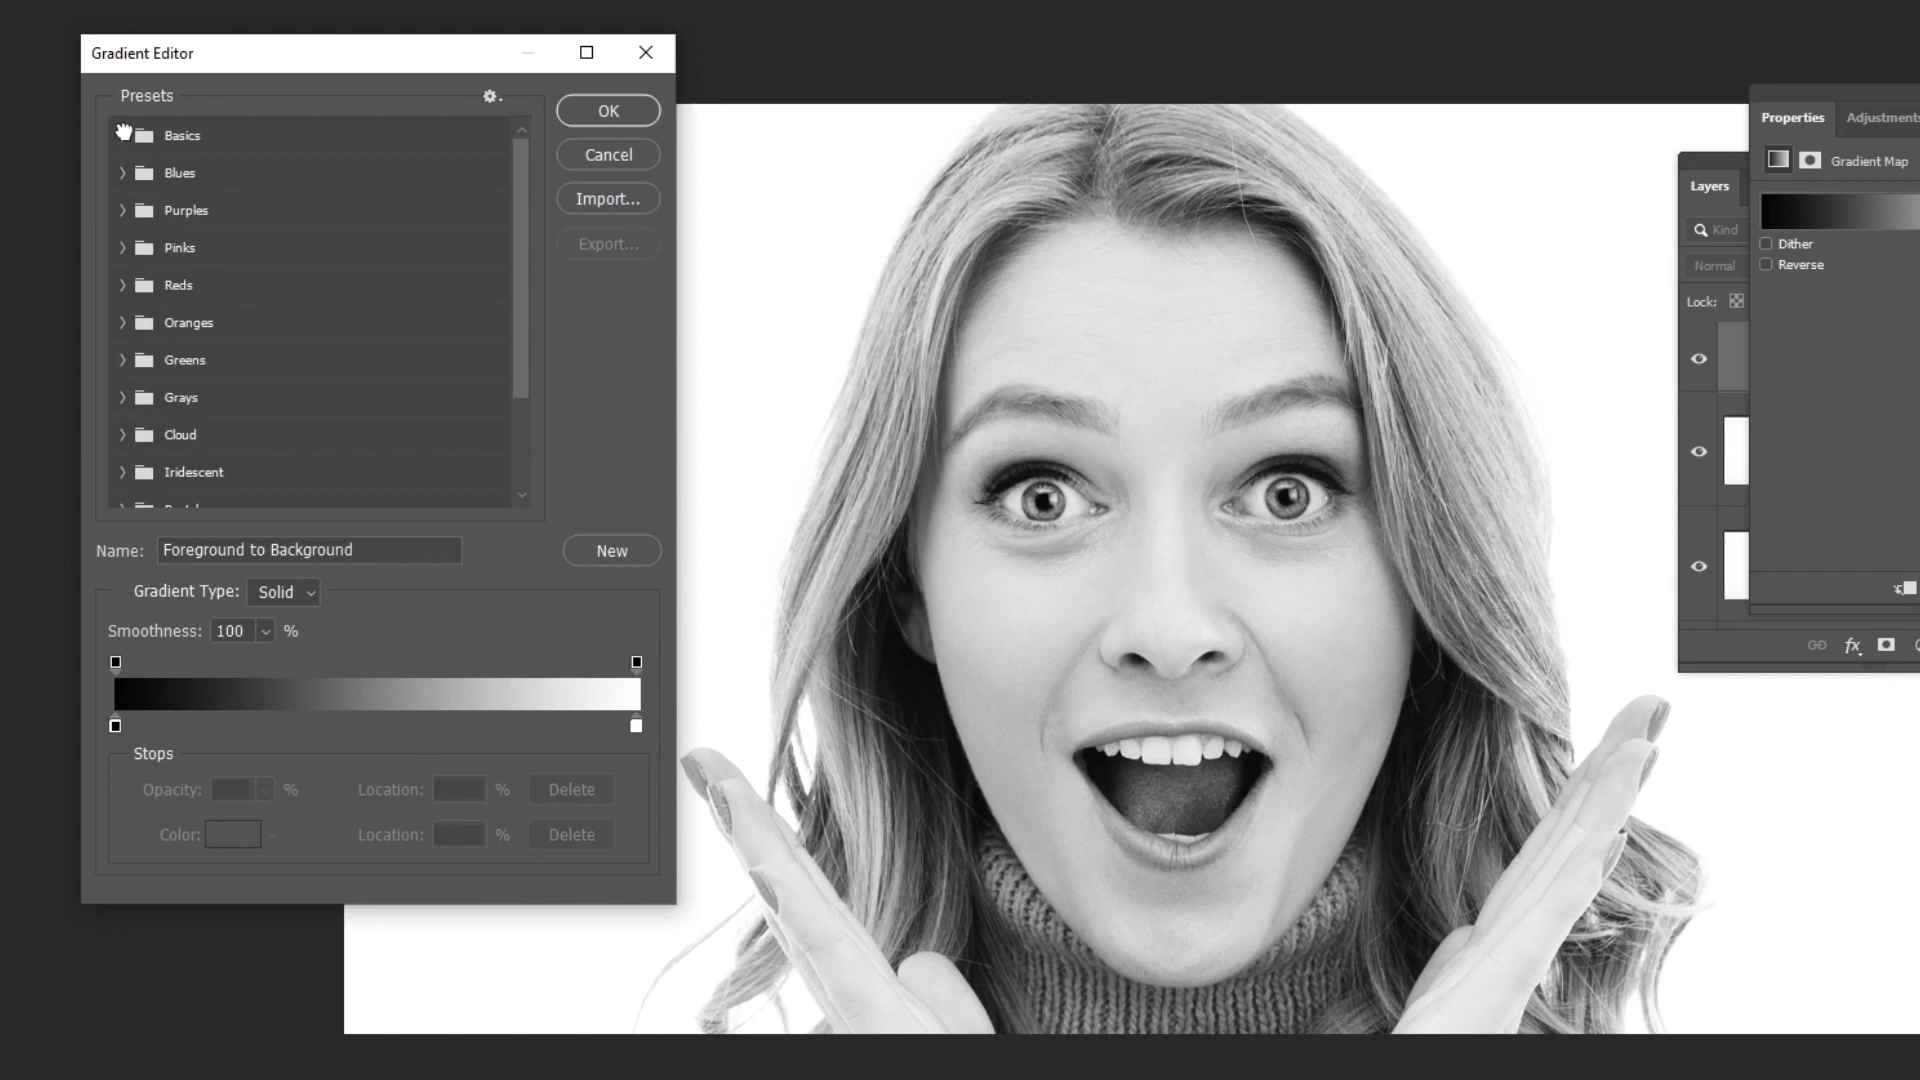 Gradient Editor
Presets
Basics
Blues
Purples
Pinks
Reds
Oranges
Greens
Grays
Cloud
Iridescent
OK
Cancel
Import...
Export...
Name: Foreground to Background
New
Gradient Type: Solid
Smoothness: 100 %
Stops
Opacity: % Location: % Delete
Color: Location: % Delete
Layers
Kind
Normal
Lock:
Properties Adjustments
Gradient Map
Dither
Reverse
fx